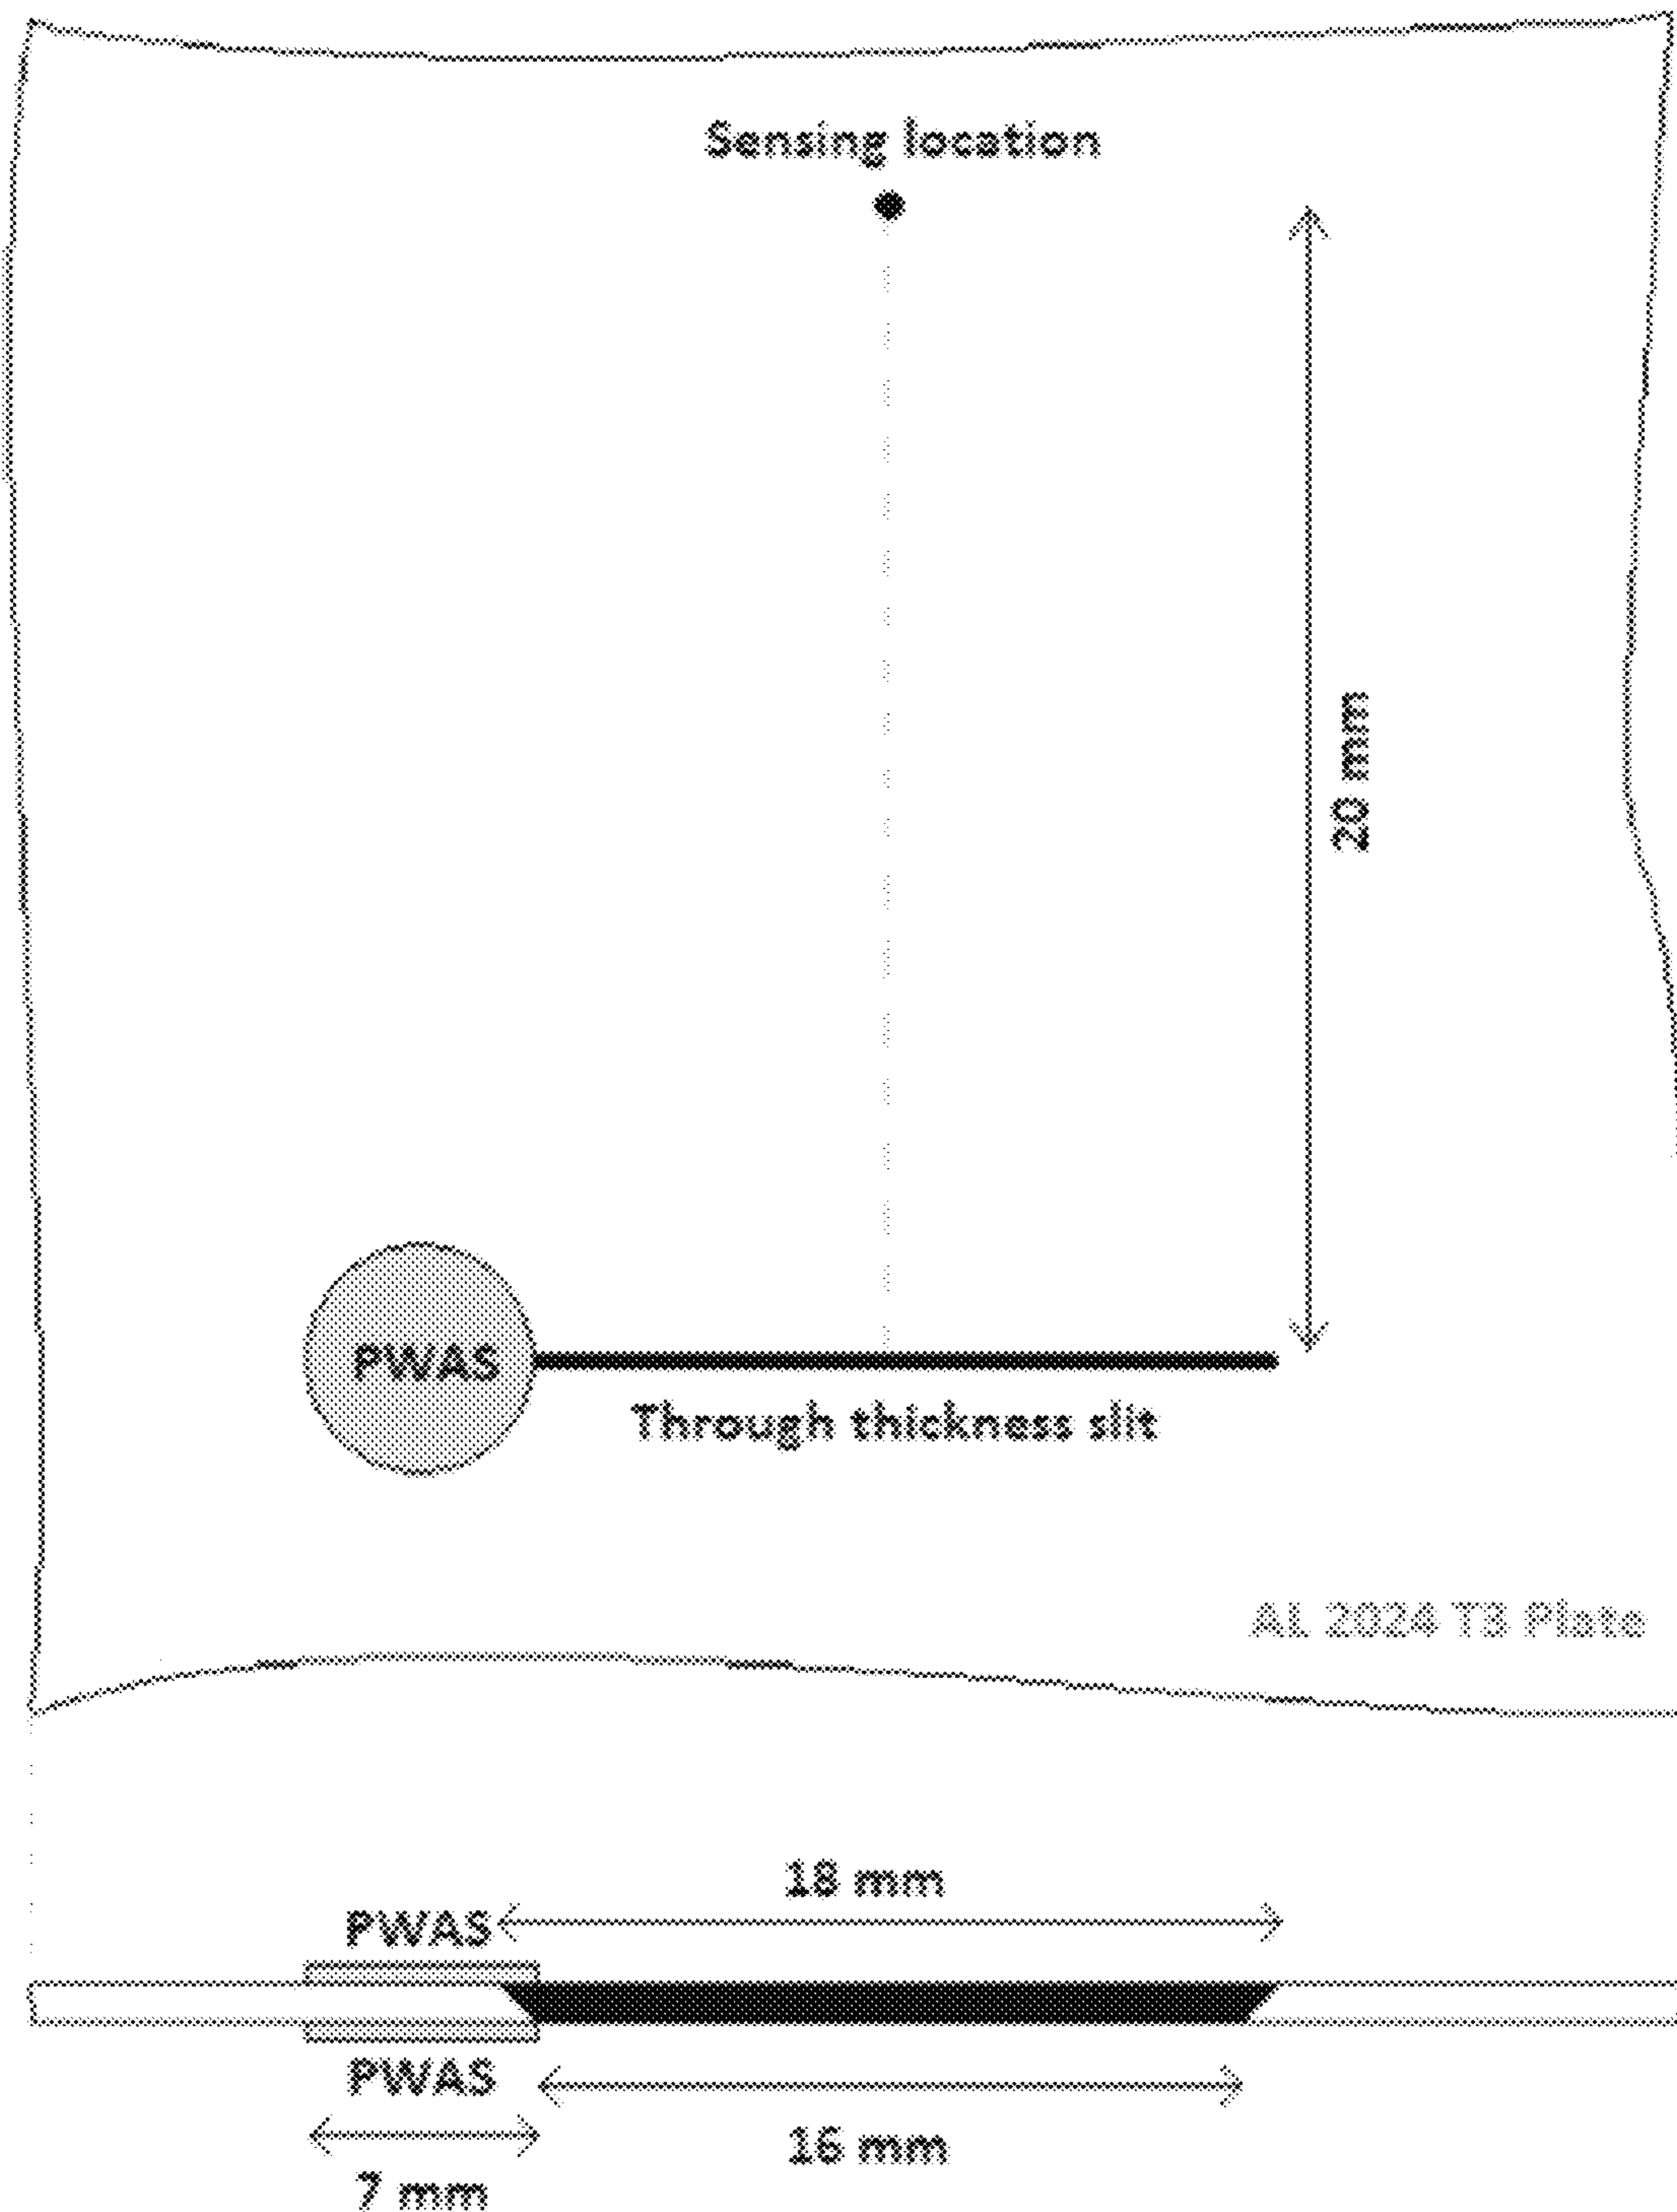 Sensing location
20 mm
PWAS
Through thickness slit
AL 2024 T3 Plate
18 mm
PWAS
PWAS
16 mm
7 mm